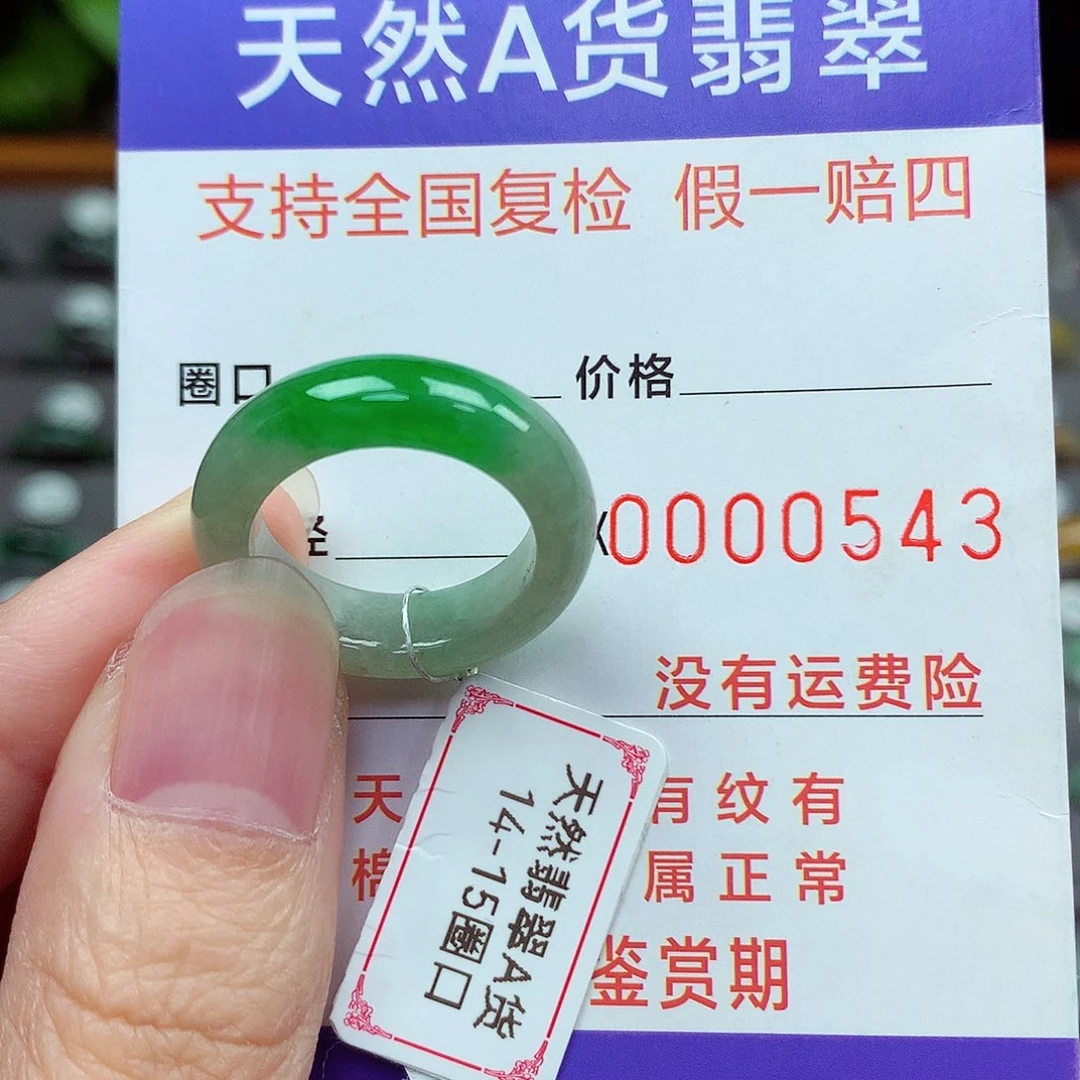 天然A货翡翠
支持全国复检 假一赔四
圈口 价格
0000543
没有运费险
天 有纹有
棉 属正常
鉴赏期
天然翡翠A货
14-15圈口